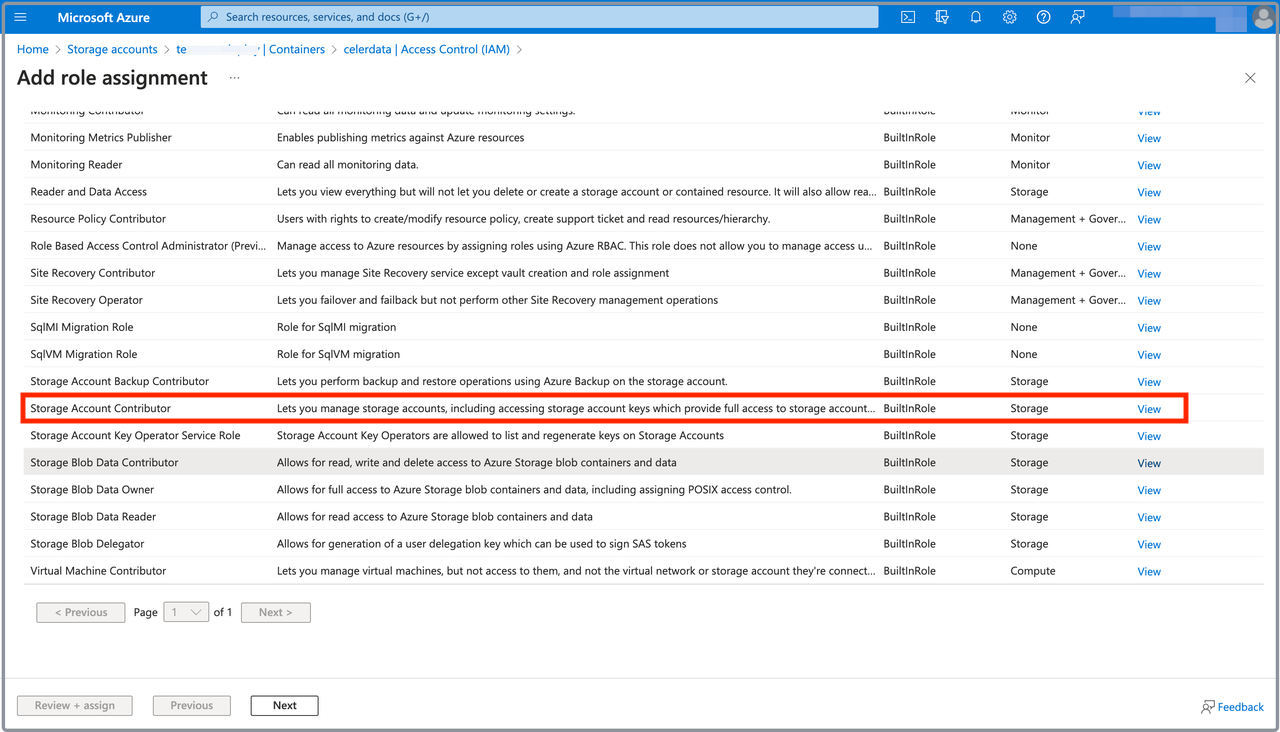 Microsoft Azure
Search resources, services, and docs (G+/)
Home > Storage accounts > te | Containers > celerdata | Access Control (IAM) >
Add role assignment ...
Monitoring Contributor Can read all monitoring data and update monitoring settings. BuiltInRole Monitor View
Monitoring Metrics Publisher Enables publishing metrics against Azure resources BuiltInRole Monitor View
Monitoring Reader Can read all monitoring data. BuiltInRole Monitor View
Reader and Data Access Lets you view everything but will not let you delete or create a storage account or contained resource. It will also allow rea... BuiltInRole Storage View
Resource Policy Contributor Users with rights to create/modify resource policy, create support ticket and read resources/hierarchy. BuiltInRole Management + Gover... View
Role Based Access Control Administrator (Previ... Manage access to Azure resources by assigning roles using Azure RBAC. This role does not allow you to manage access u... BuiltInRole None View
Site Recovery Contributor Lets you manage Site Recovery service except vault creation and role assignment BuiltInRole Management + Gover... View
Site Recovery Operator Lets you failover and failback but not perform other Site Recovery management operations BuiltInRole Management + Gover... View
SqlMI Migration Role Role for SqlMI migration BuiltInRole None View
SqlVM Migration Role Role for SqlVM migration BuiltInRole None View
Storage Account Backup Contributor Lets you perform backup and restore operations using Azure Backup on the storage account. BuiltInRole Storage View
Storage Account Contributor Lets you manage storage accounts, including accessing storage account keys which provide full access to storage account... BuiltInRole Storage View
Storage Account Key Operator Service Role Storage Account Key Operators are allowed to list and regenerate keys on Storage Accounts BuiltInRole Storage View
Storage Blob Data Contributor Allows for read, write and delete access to Azure Storage blob containers and data BuiltInRole Storage View
Storage Blob Data Owner Allows for full access to Azure Storage blob containers and data, including assigning POSIX access control. BuiltInRole Storage View
Storage Blob Data Reader Allows for read access to Azure Storage blob containers and data BuiltInRole Storage View
Storage Blob Delegator Allows for generation of a user delegation key which can be used to sign SAS tokens BuiltInRole Storage View
Virtual Machine Contributor Lets you manage virtual machines, but not access to them, and not the virtual network or storage account they're connect... BuiltInRole Compute View
< Previous Page 1 of 1 Next >
Review + assign Previous Next Feedback